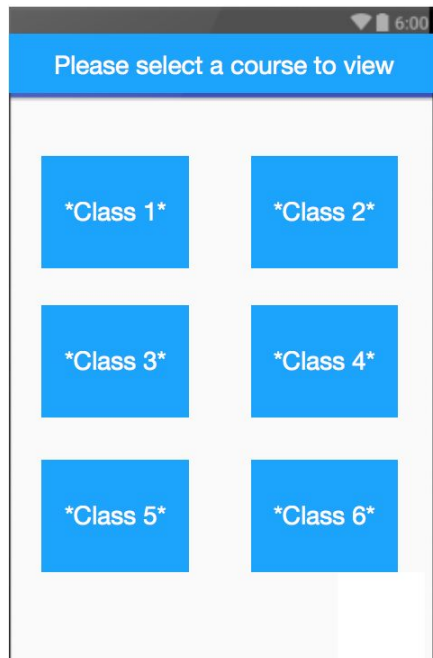 6:00
Please select a course to view
*Class 1*
*Class 2*
*Class 3*
*Class 4*
*Class 5*
*Class 6*